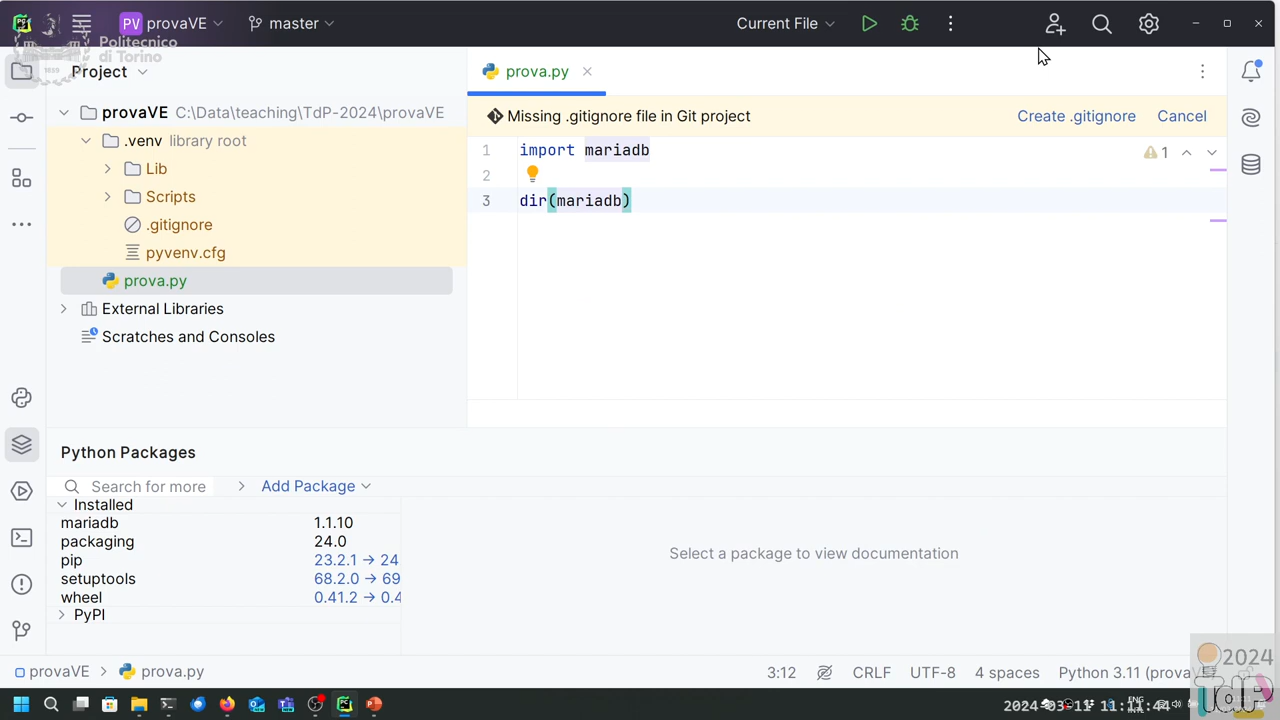 PV provaVE master Current File
Politecnico
di Torino
Project
prova.py
provaVE C:\Data\teaching\TdP-2024\provaVE
Missing .gitignore file in Git project Create .gitignore Cancel
.venv library root
Lib
Scripts
.gitignore
pyvenv.cfg
prova.py
External Libraries
Scratches and Consoles
1 import mariadb
2
3 dir(mariadb)
1
Python Packages
Search for more Add Package
Installed
mariadb 1.1.10
packaging 24.0
pip 23.2.1 → 24
setuptools 68.2.0 → 69
wheel 0.41.2 → 0.4
PyPI
Select a package to view documentation
provaVE prova.py 3:12 CRLF UTF-8 4 spaces Python 3.11 (prova
2024
TdP